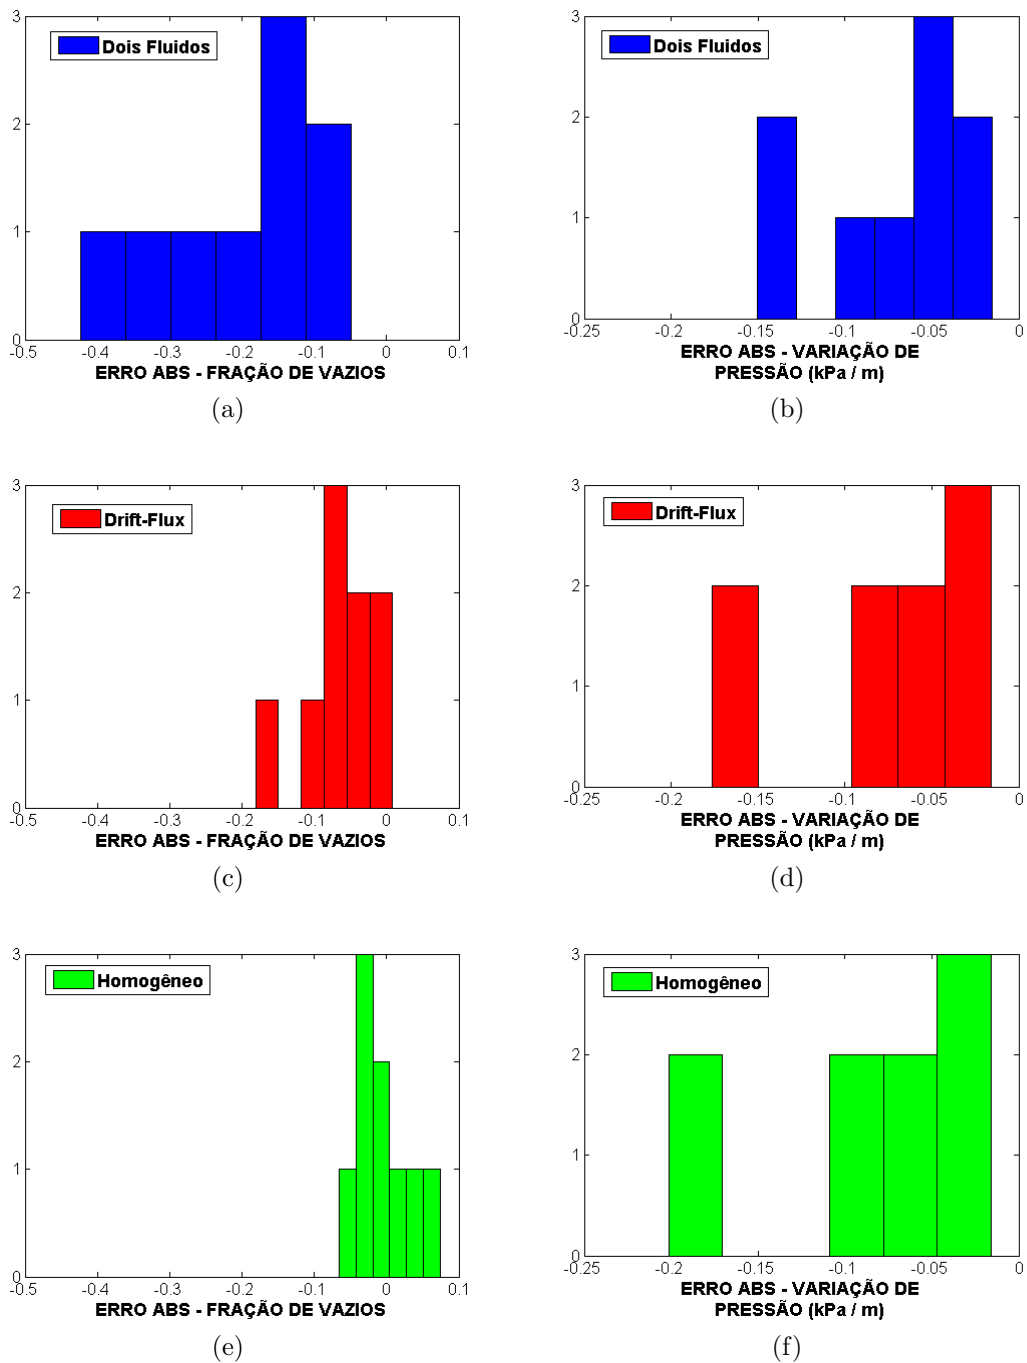 3
2
1
0
-0.5 -0.4 -0.3 -0.2 -0.1 0 0.1
Dois Fluidos
ERRO ABS - FRAÇÃO DE VAZIOS
(a)
3
2
1
0
-0.25 -0.2 -0.15 -0.1 -0.05 0
Dois Fluidos
ERRO ABS - VARIAÇÃO DE
PRESSÃO (kPa / m)
(b)
3
2
1
0
-0.5 -0.4 -0.3 -0.2 -0.1 0 0.1
Drift-Flux
ERRO ABS - FRAÇÃO DE VAZIOS
(c)
3
2
1
0
-0.25 -0.2 -0.15 -0.1 -0.05 0
Drift-Flux
ERRO ABS - VARIAÇÃO DE
PRESSÃO (kPa / m)
(d)
3
2
1
0
-0.5 -0.4 -0.3 -0.2 -0.1 0 0.1
Homogêneo
ERRO ABS - FRAÇÃO DE VAZIOS
(e)
3
2
1
0
-0.25 -0.2 -0.15 -0.1 -0.05 0
Homogêneo
ERRO ABS - VARIAÇÃO DE
PRESSÃO (kPa / m)
(f)